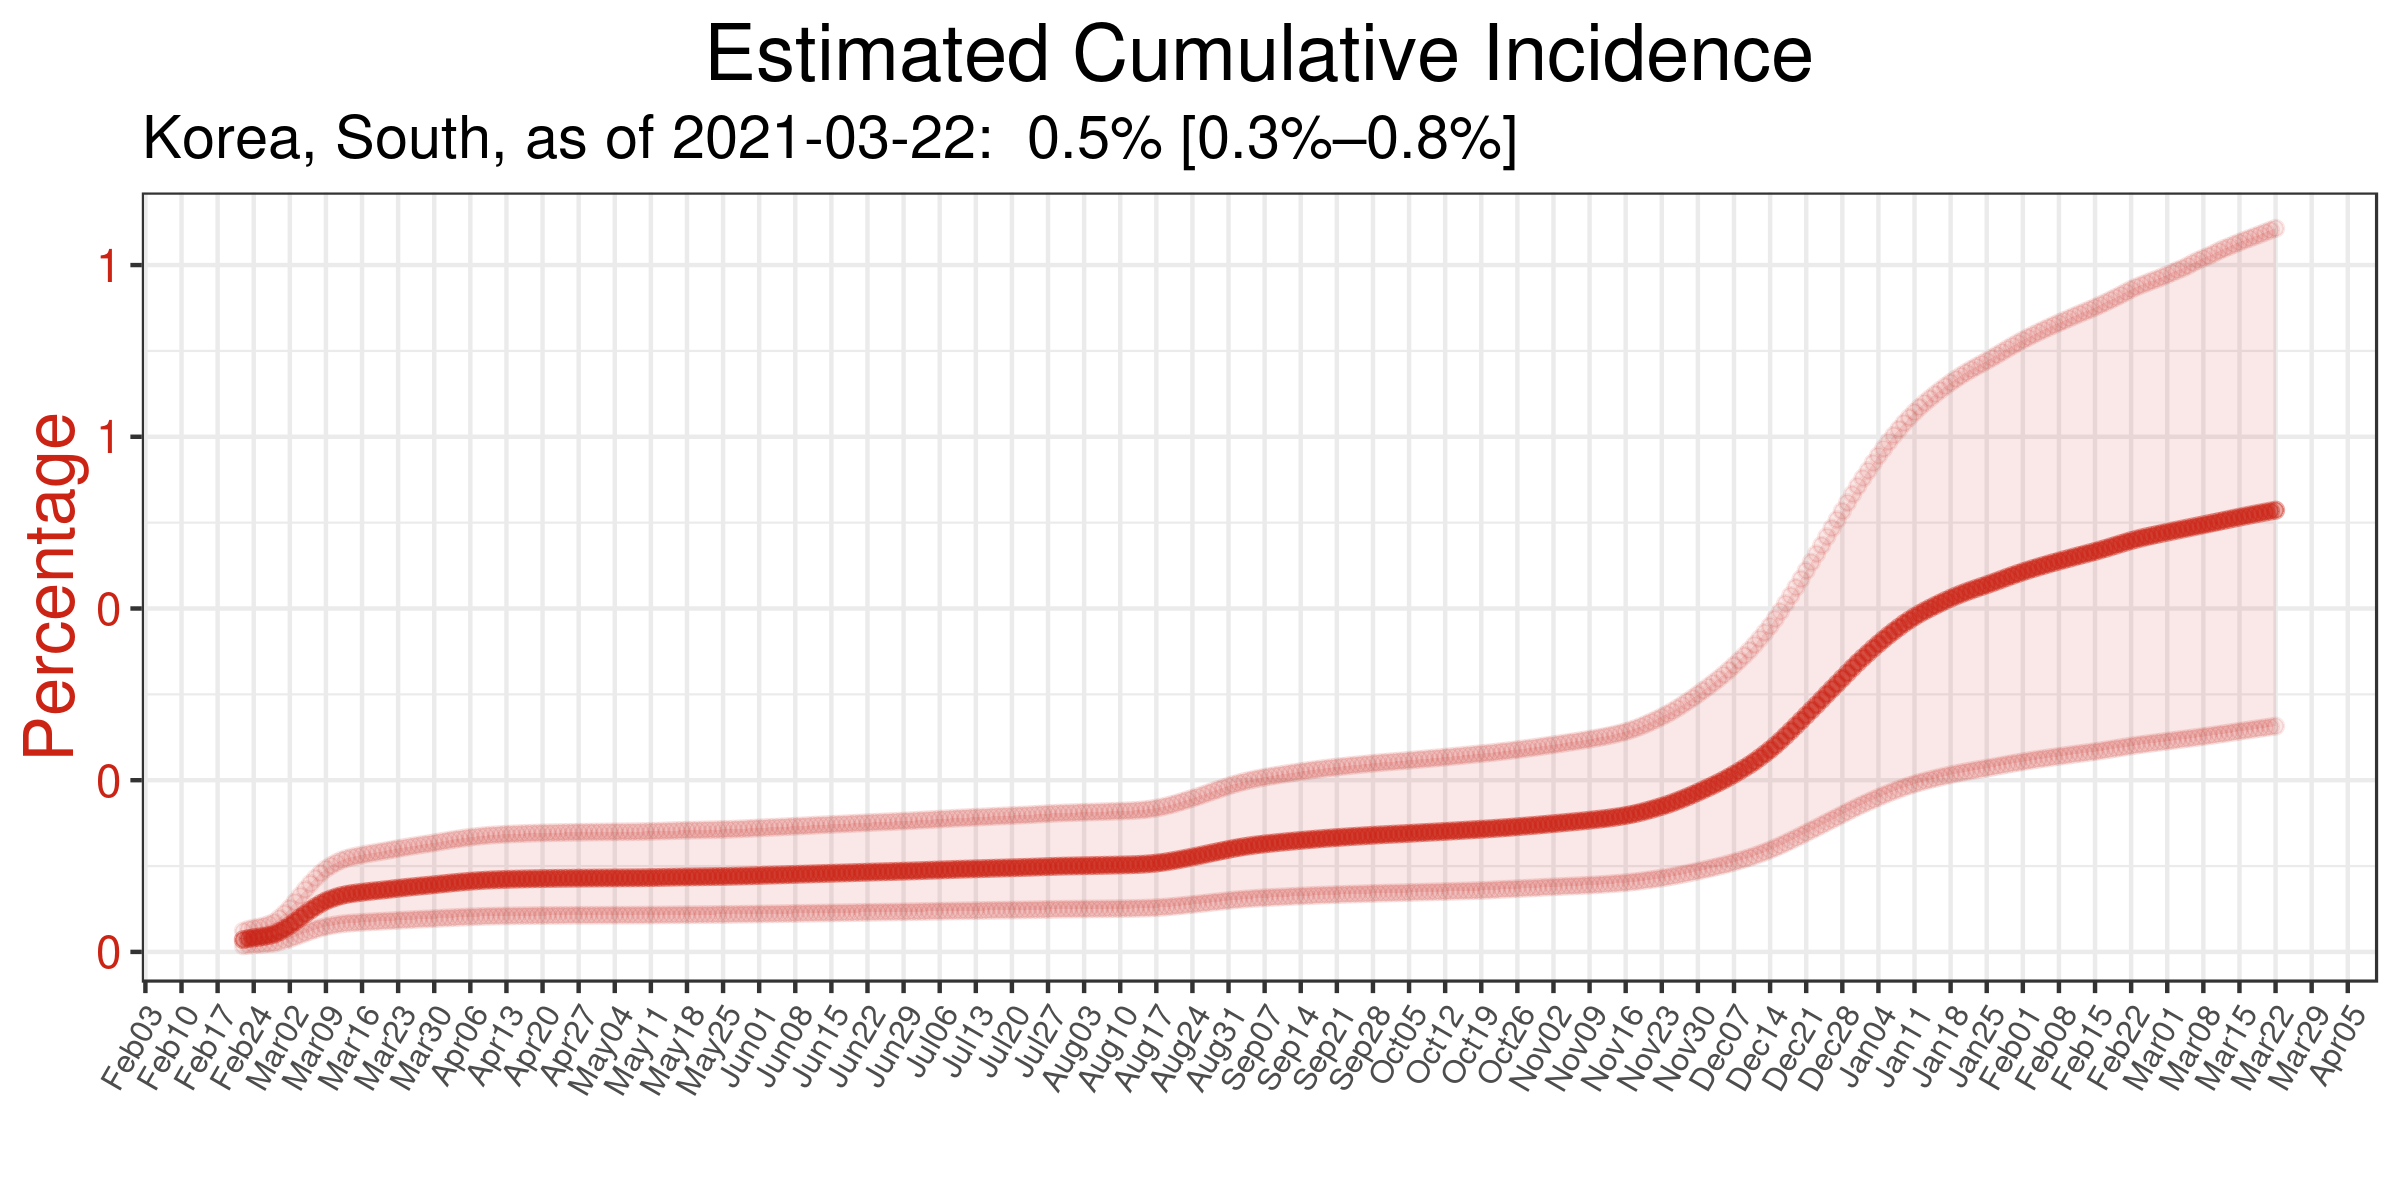 Estimated Cumulative Incidence
Korea, South, as of 2021-03-22:  0.5% [0.3%–0.8%]
Percentage
1
1
0
0
0
Feb03
Feb10
Feb17
Feb24
Mar02
Mar09
Mar16
Mar23
Mar30
Apr06
Apr13
Apr20
Apr27
May04
May11
May18
May25
Jun01
Jun08
Jun15
Jun22
Jun29
Jul06
Jul13
Jul20
Jul27
Aug03
Aug10
Aug17
Aug24
Aug31
Sep07
Sep14
Sep21
Sep28
Oct05
Oct12
Oct19
Oct26
Nov02
Nov09
Nov16
Nov23
Nov30
Dec07
Dec14
Dec21
Dec28
Jan04
Jan11
Jan18
Jan25
Feb01
Feb08
Feb15
Feb22
Mar01
Mar08
Mar15
Mar22
Mar29
Apr05